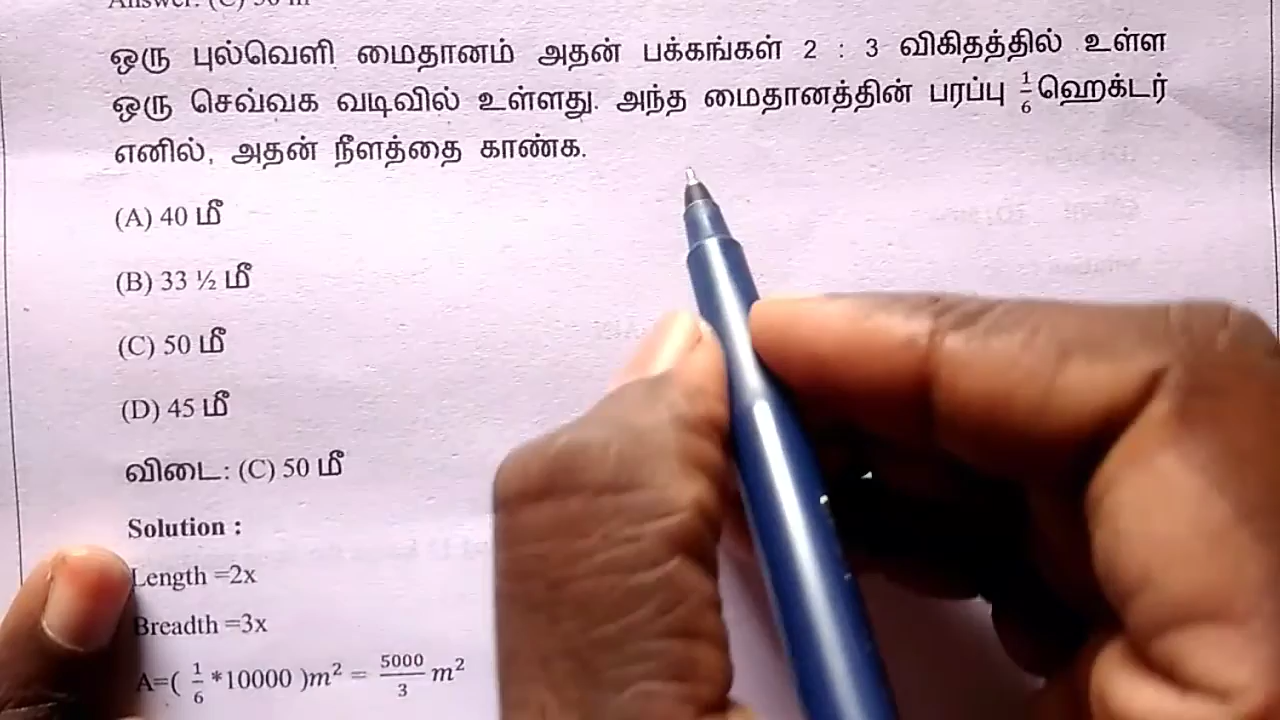 Answer: (C) 50 m
ஒரு புல்வெளி மைதானம் அதன் பக்கங்கள் 2 : 3 விகிதத்தில் உள்ள
ஒரு செவ்வக வடிவில் உள்ளது. அந்த மைதானத்தின் பரப்பு 1/6 ஹெக்டர்
எனில், அதன் நீளத்தை காண்க.
(A) 40 மீ
(B) 33 ½ மீ
(C) 50 மீ
(D) 45 மீ
விடை: (C) 50 மீ
Solution :
Length =2x
Breadth =3x
A=( 1/6 *10000 )m² = 5000/3 m²